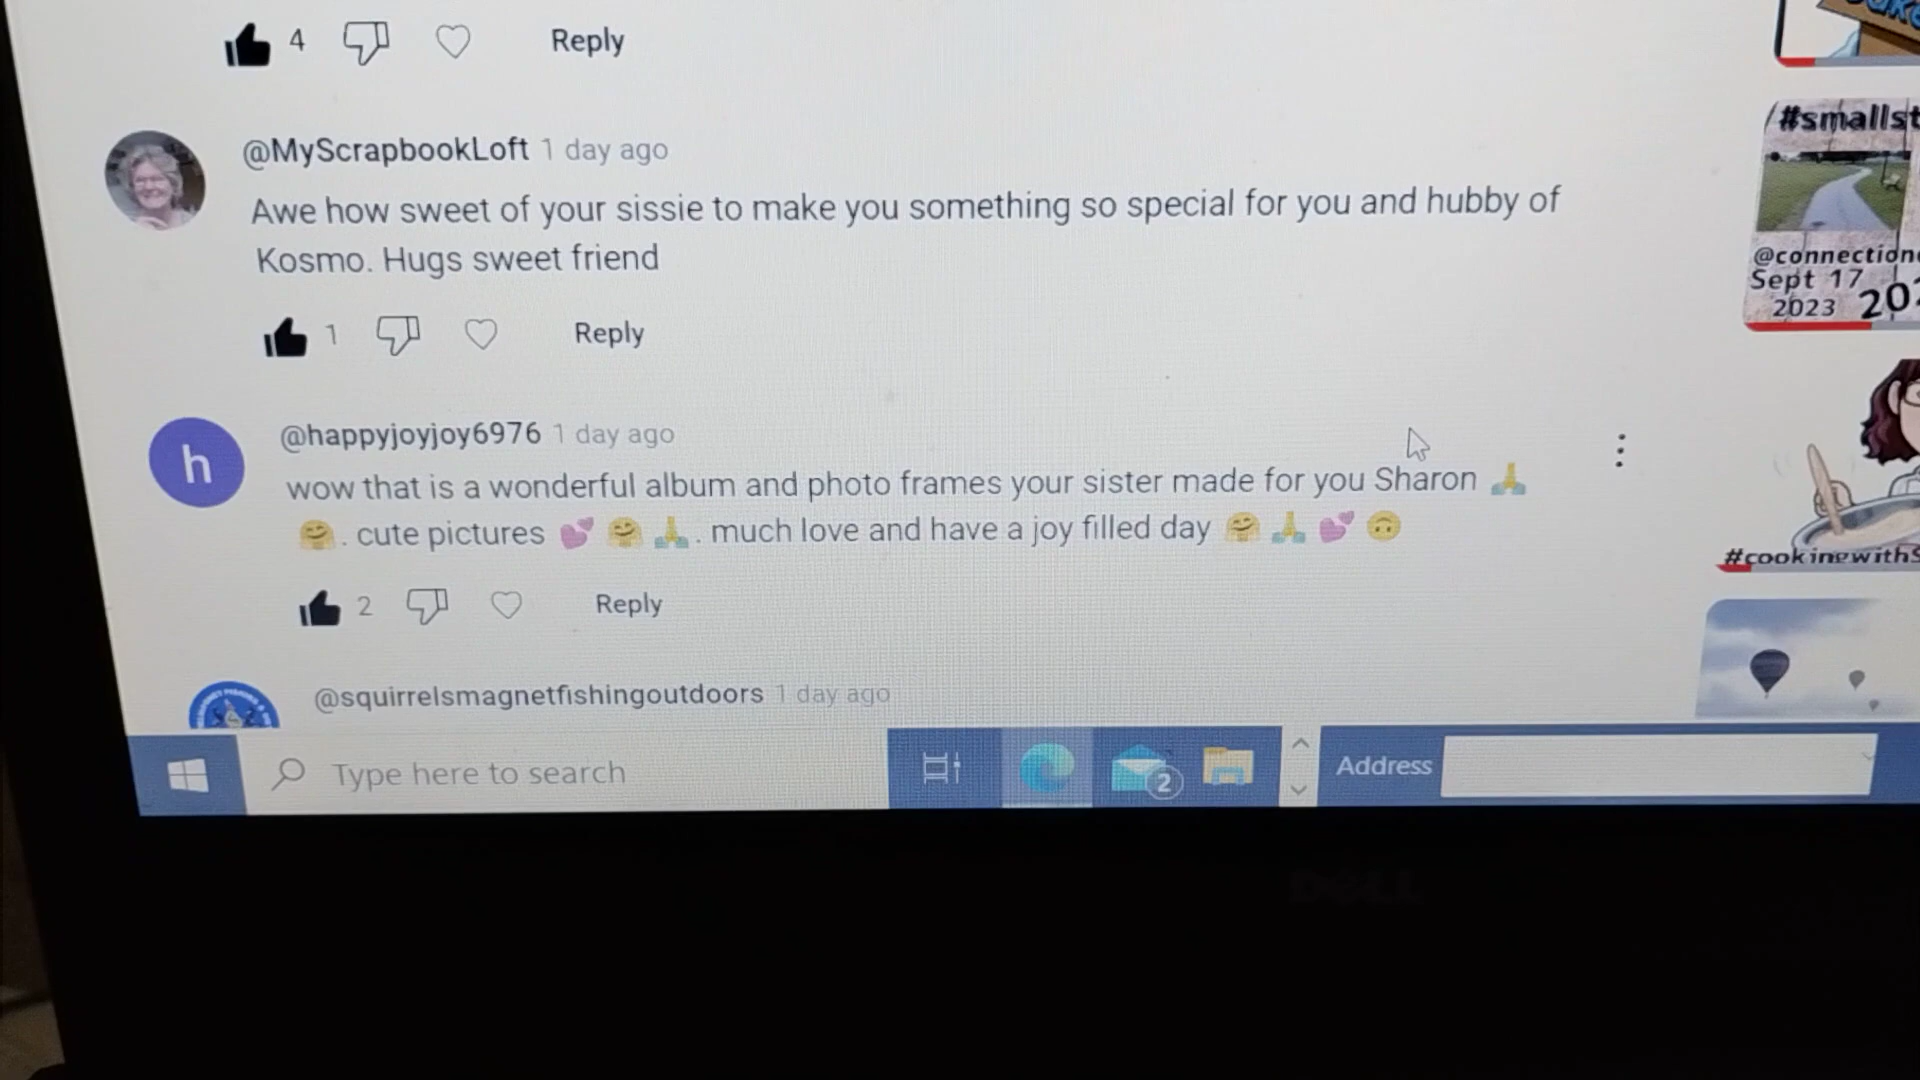 4 Reply
@MyScrapbookLoft 1 day ago
Awe how sweet of your sissie to make you something so special for you and hubby of
Kosmo. Hugs sweet friend
1 Reply
h
@happyjoyjoy6976 1 day ago
wow that is a wonderful album and photo frames your sister made for you Sharon 🙏
🤗. cute pictures 💕 🤗 🙏. much love and have a joy filled day 🤗 🙏 💕 🙃
2 Reply
@squirrelsmagnetfishingoutdoors 1 day ago
#smallst
@connection
Sept 17
2023
#cookingwithS
Type here to search
2
Address
DELL